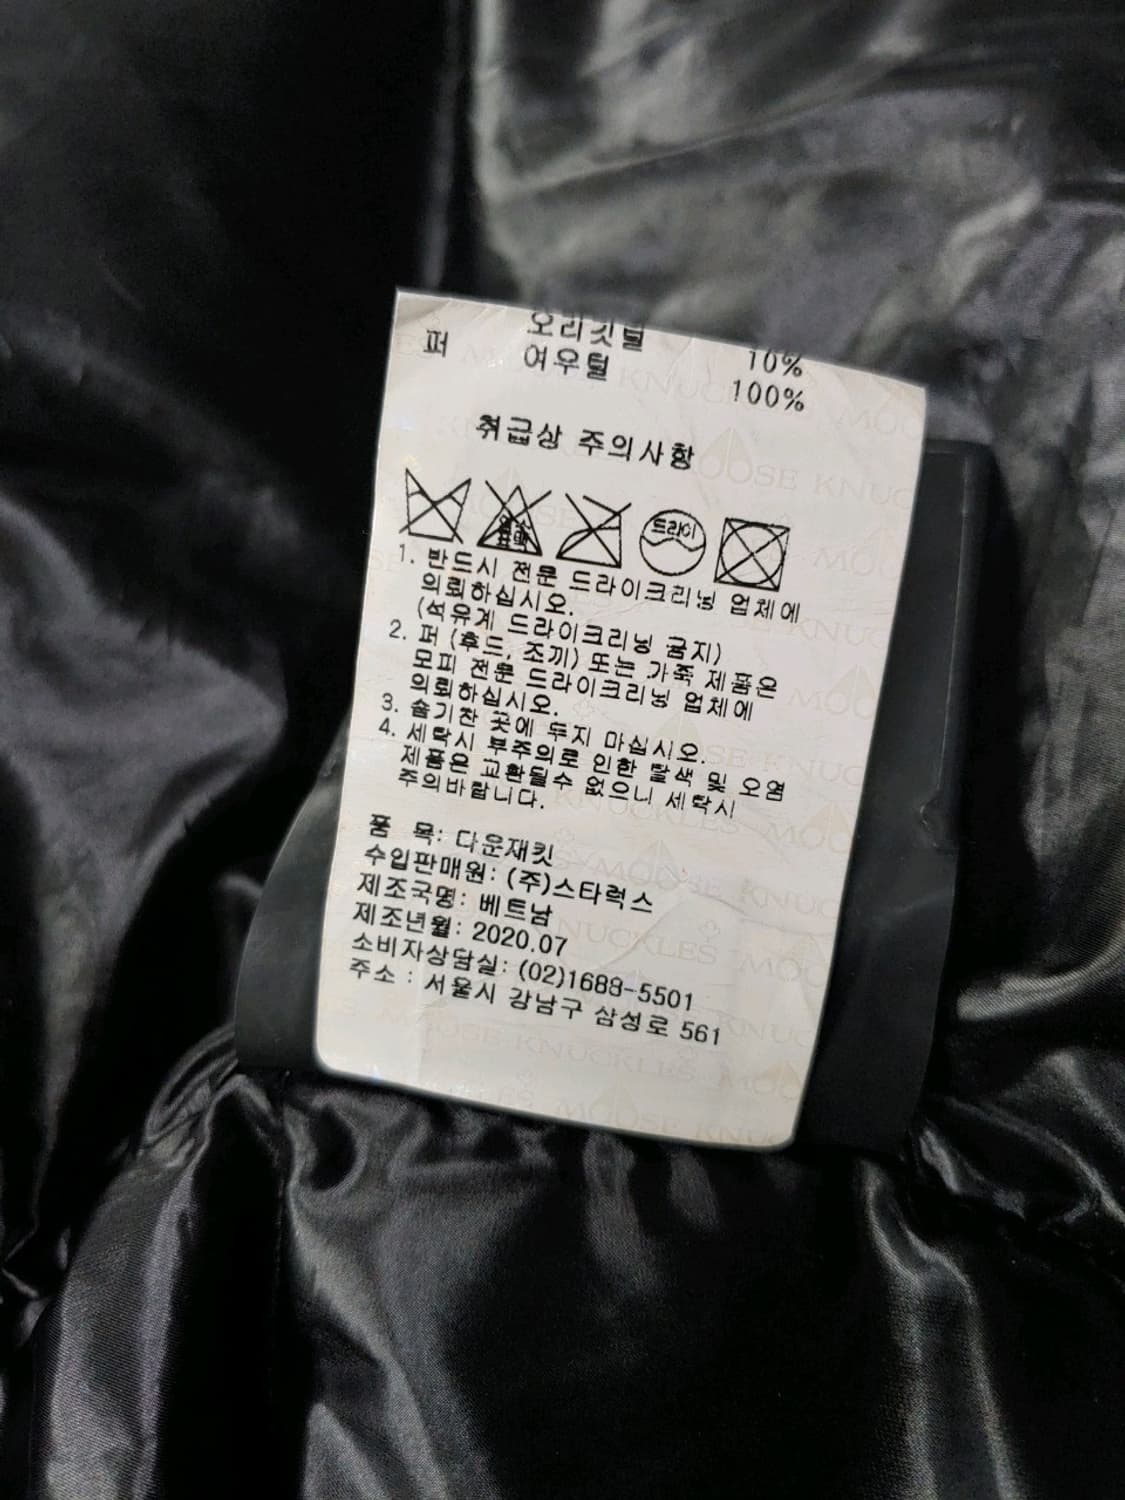 오리깃털 10%
퍼 여우털 100%
취급상 주의사항
드라이
1. 반드시 전문 드라이크리닝 업체에
의뢰하십시오.
(석유계 드라이크리닝 금지)
2. 퍼 (후드, 조끼) 또는 가죽 제품은
모피 전문 드라이크리닝 업체에
의뢰하십시오.
3. 습기찬 곳에 두지 마십시오.
4. 세탁시 부주의로 인한 탈색 및 오염
제품은 교환될수 없으니 세탁시
주의바랍니다.
품 목: 다운재킷
수입판매원: (주)스타럭스
제조국명: 베트남
제조년월: 2020.07
소비자상담실: (02)1688-5501
주소 : 서울시 강남구 삼성로 561
MOOSE KNUCKLES